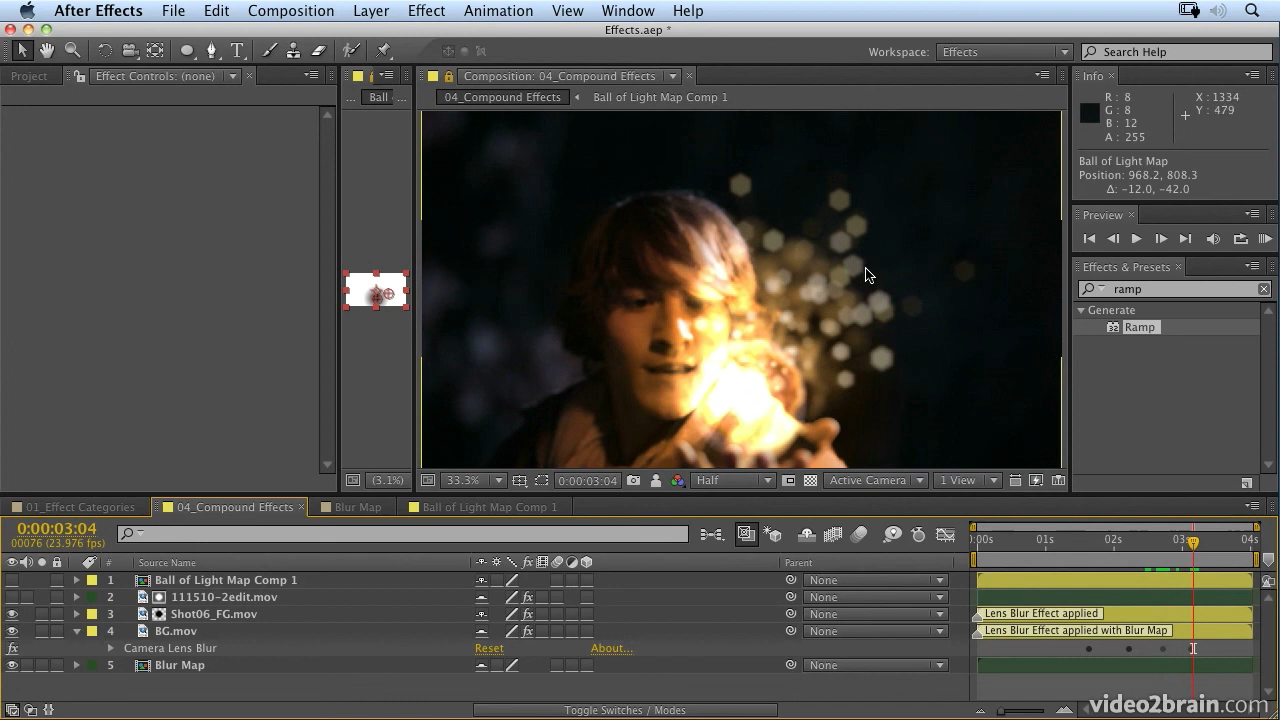 After Effects File Edit Composition Layer Effect Animation View Window Help
Effects.aep *
Workspace: Effects Search Help
Project Effect Controls: (none) Composition: 04_Compound Effects Info
... Ball ... 04_Compound Effects Ball of Light Map Comp 1
R : 8 X : 1334
G : 8 Y : 479
B : 12
A : 255
Ball of Light Map
Position: 968.2, 808.3
Δ: -12.0, -42.0
Preview
Effects & Presets
ramp
Generate
Ramp
(3.1%) 33.3% 0:00:03:04 Half Active Camera 1 View
01_Effect Categories 04_Compound Effects Blur Map Ball of Light Map Comp 1
0:00:03:04
00076 (23.976 fps)
:00s 01s 02s 03s 04s
# Source Name Parent
1 Ball of Light Map Comp 1 None
2 111510-2edit.mov None
3 Shot06_FG.mov None Lens Blur Effect applied
4 BG.mov None Lens Blur Effect applied with Blur Map
Camera Lens Blur Reset About...
5 Blur Map None
Toggle Switches / Modes
video2brain.com